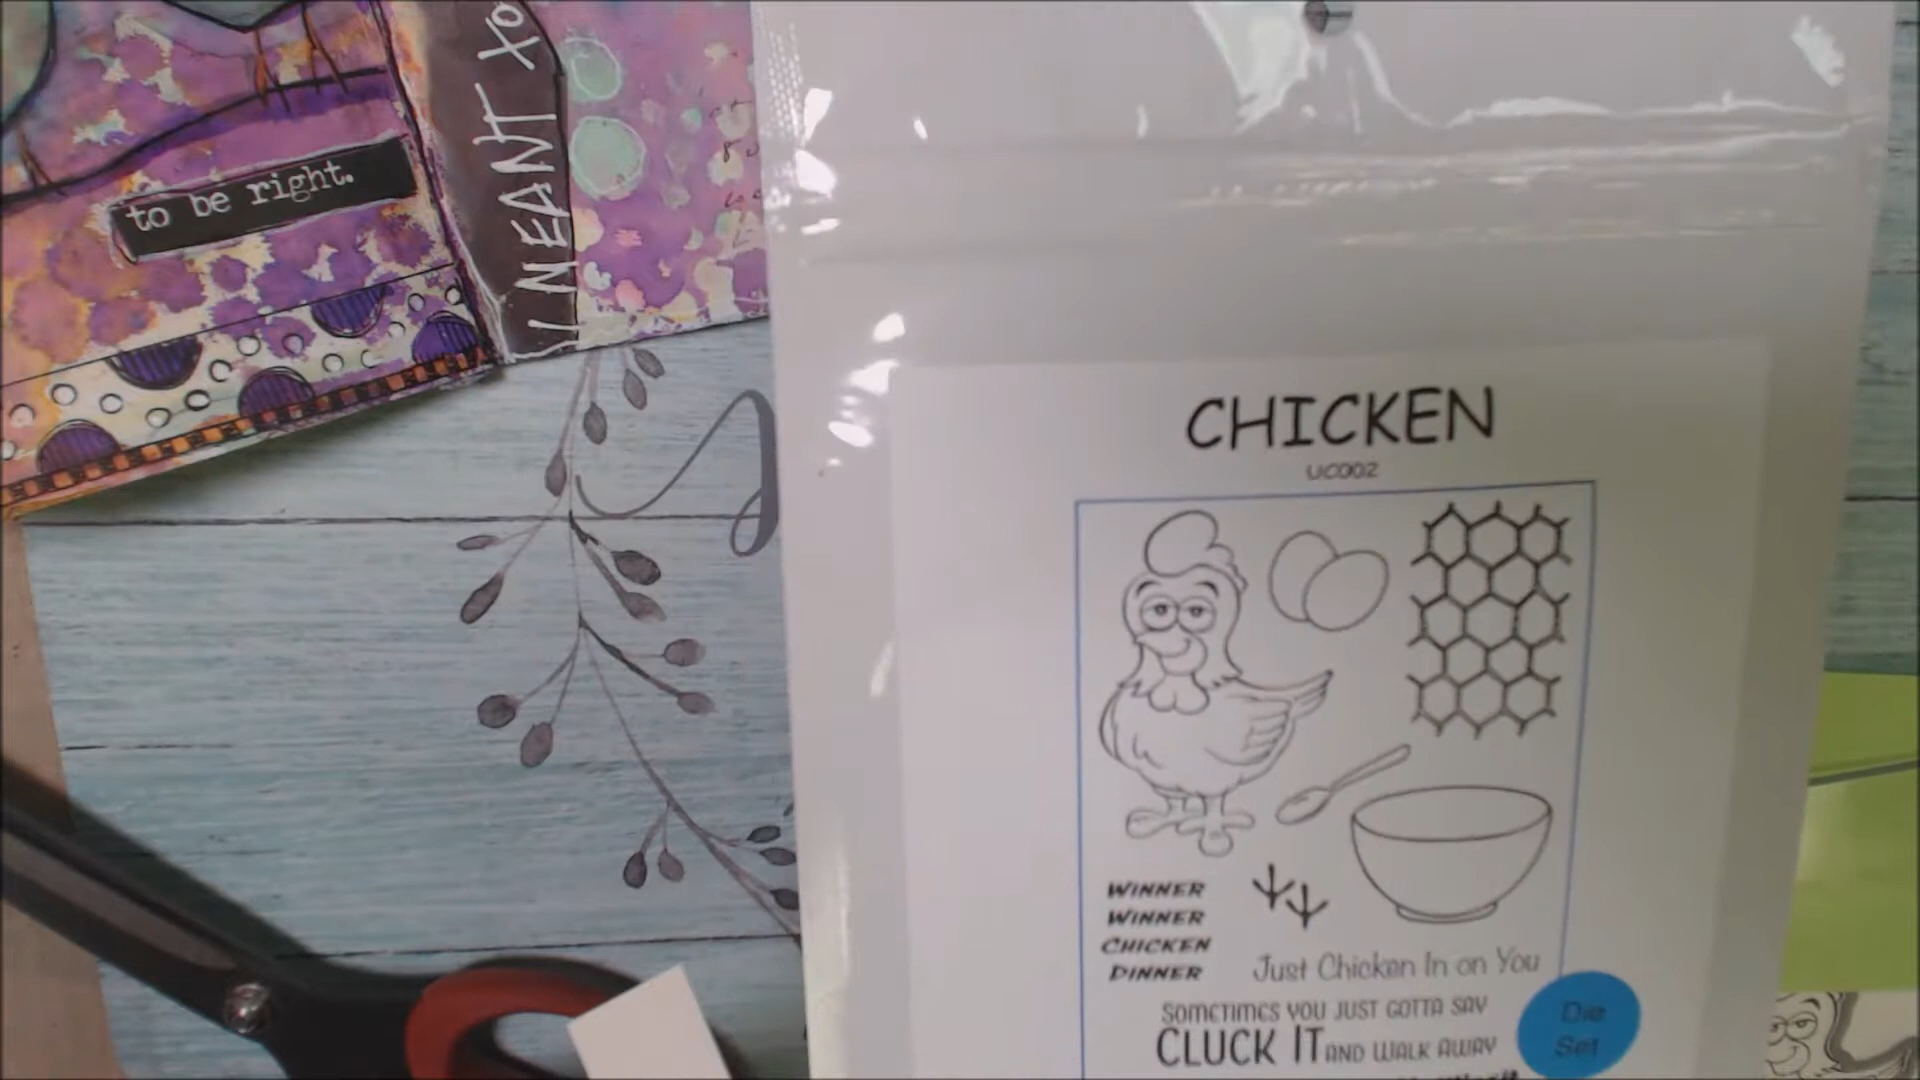 to be right.
MEANT XO
CHICKEN
UC002
WINNER
WINNER
CHICKEN
DINNER
Just Chicken In on You
SOMETIMES YOU JUST GOTTA SAY
CLUCK IT AND WALK AWAY
Die
Set